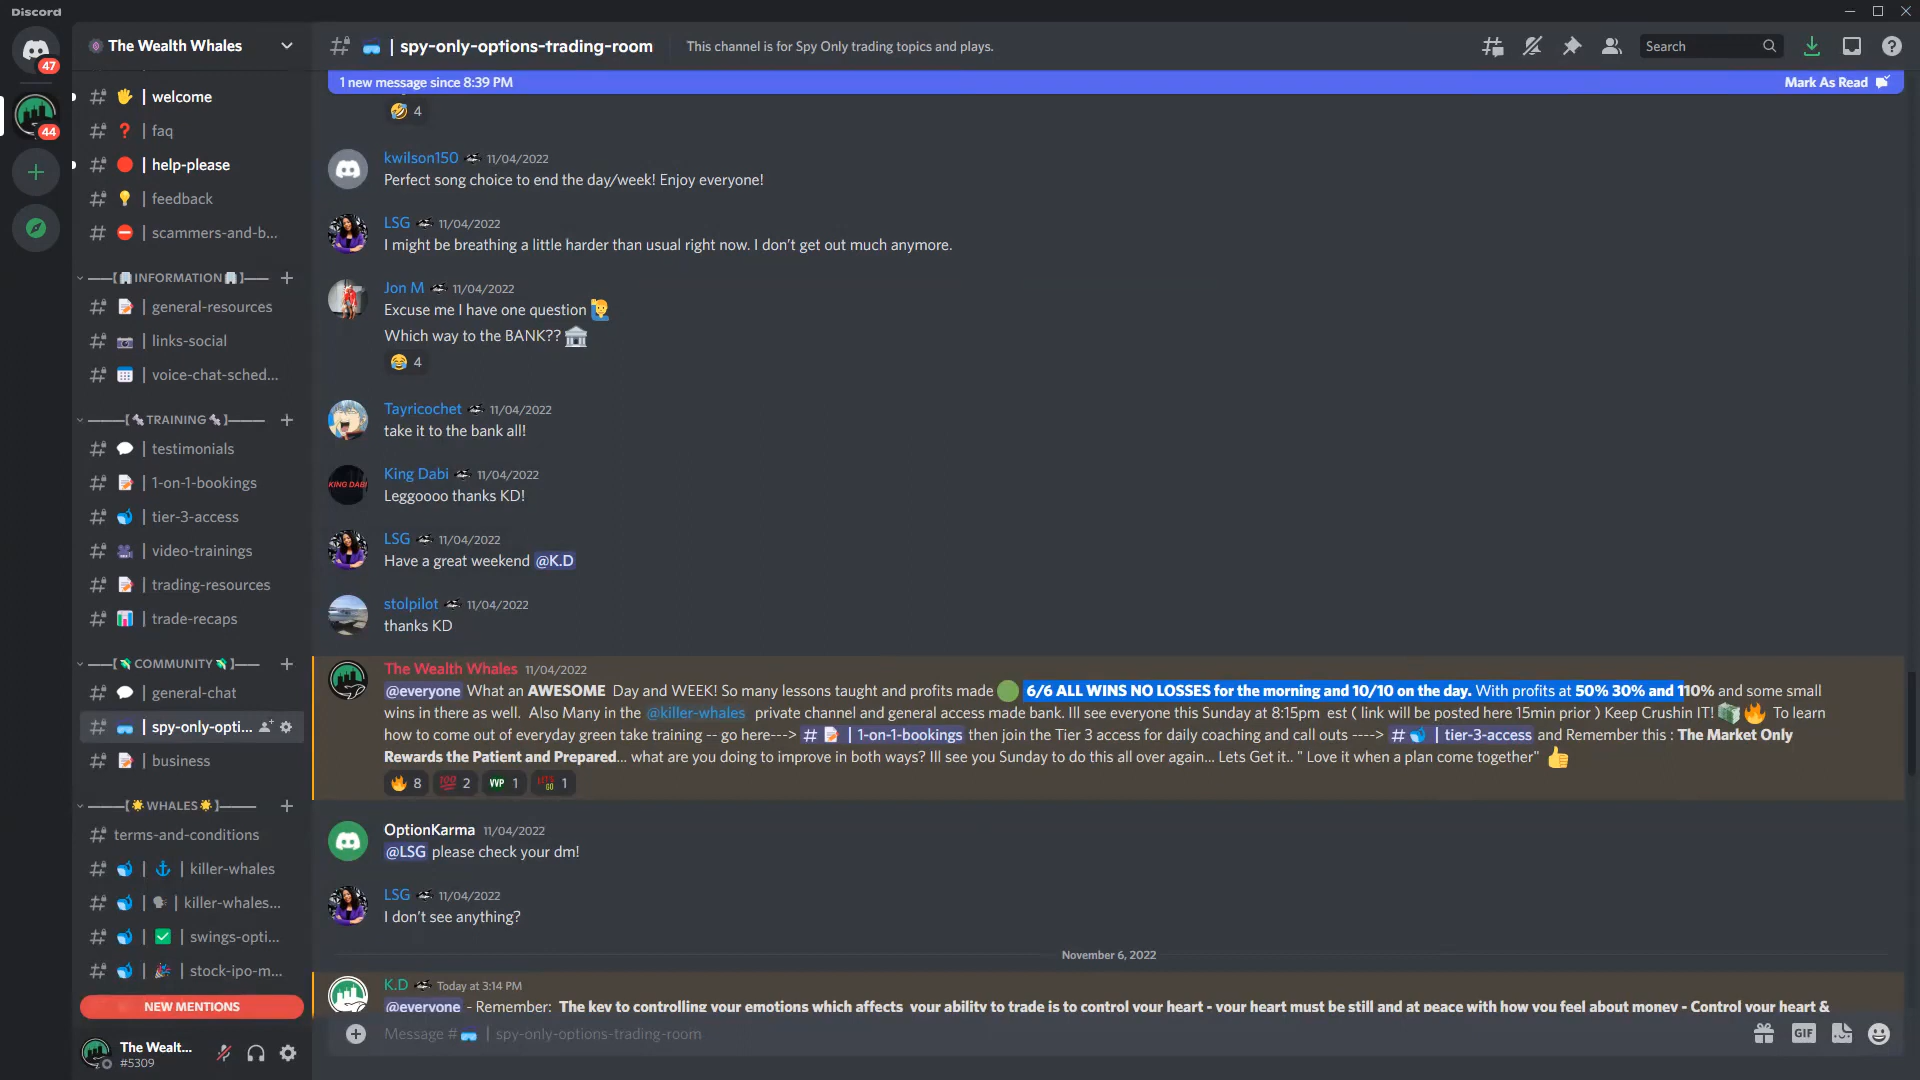 Discord
47
44
The Wealth Whales
| welcome
| faq
| help-please
| feedback
| scammers-and-b...
——[INFORMATION]——
| general-resources
| links-social
| voice-chat-sched...
———[TRAINING]———
| testimonials
| 1-on-1-bookings
| tier-3-access
| video-trainings
| trading-resources
| trade-recaps
——[COMMUNITY]——
| general-chat
| spy-only-opti...
| business
———[WHALES]———
terms-and-conditions
| | killer-whales
| | killer-whales...
| | swings-opti...
| | stock-ipo-m...
NEW MENTIONS
The Wealt...
#5309
| spy-only-options-trading-room
This channel is for Spy Only trading topics and plays.
Search
1 new message since 8:39 PM
Mark As Read
4
kwilson150 11/04/2022
Perfect song choice to end the day/week! Enjoy everyone!
LSG 11/04/2022
I might be breathing a little harder than usual right now. I don't get out much anymore.
Jon M 11/04/2022
Excuse me I have one question
Which way to the BANK??
4
Tayricochet 11/04/2022
take it to the bank all!
KING DABI
King Dabi 11/04/2022
Leggoooo thanks KD!
LSG 11/04/2022
Have a great weekend @K.D
stolpilot 11/04/2022
thanks KD
The Wealth Whales 11/04/2022
@everyone What an AWESOME Day and WEEK! So many lessons taught and profits made 6/6 ALL WINS NO LOSSES for the morning and 10/10 on the day. With profits at 50% 30% and 110% and some small
wins in there as well. Also Many in the @killer-whales private channel and general access made bank. Ill see everyone this Sunday at 8:15pm est ( link will be posted here 15min prior ) Keep Crushin IT! To learn
how to come out of everyday green take training -- go here---> # | 1-on-1-bookings then join the Tier 3 access for daily coaching and call outs ----> # | tier-3-access and Remember this : The Market Only
Rewards the Patient and Prepared... what are you doing to improve in both ways? Ill see you Sunday to do this all over again... Lets Get it.. " Love it when a plan come together"
8 100 2 1 1
OptionKarma 11/04/2022
@LSG please check your dm!
LSG 11/04/2022
I don't see anything?
November 6, 2022
K.D Today at 3:14 PM
@everyone - Remember: The key to controlling your emotions which affects your ability to trade is to control your heart - your heart must be still and at peace with how you feel about money - Control your heart &
Message # | spy-only-options-trading-room
GIF